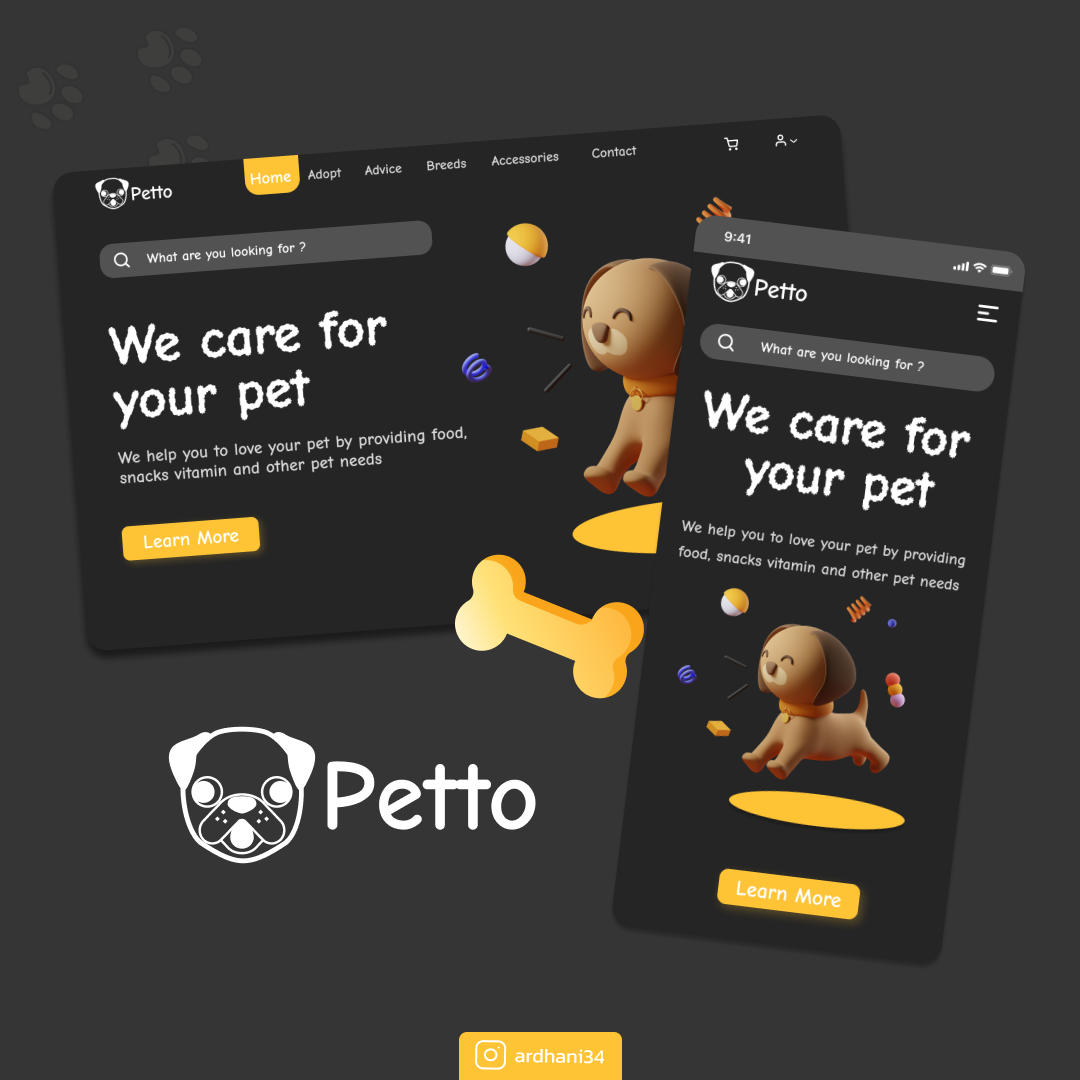 Petto
Home Adopt Advice Breeds Accessories Contact
What are you looking for ?
We care for
your pet
We help you to love your pet by providing food,
snacks vitamin and other pet needs
Learn More
9:41
Petto
What are you looking for ?
We care for
your pet
We help you to love your pet by providing
food, snacks vitamin and other pet needs
Learn More
Petto
ardhani34